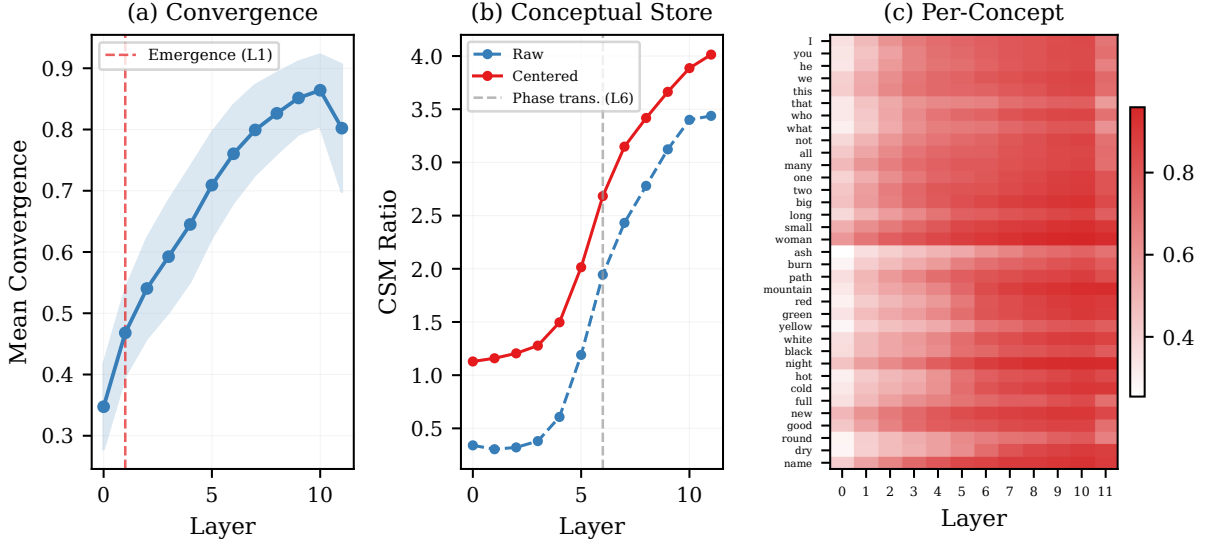 (a) Convergence
Mean Convergence
0.9
0.8
0.7
0.6
0.5
0.4
0.3
Emergence (L1)
0 5 10
Layer
(b) Conceptual Store
CSM Ratio
4.0
3.5
3.0
2.5
2.0
1.5
1.0
0.5
Raw
Centered
Phase trans. (L6)
0 5 10
Layer
(c) Per-Concept
I
you
he
we
this
that
who
what
not
all
many
one
two
big
long
small
woman
ash
burn
path
mountain
red
green
yellow
white
black
night
hot
cold
full
new
good
round
dry
name
0 1 2 3 4 5 6 7 8 9 10 11
Layer
0.8
0.6
0.4